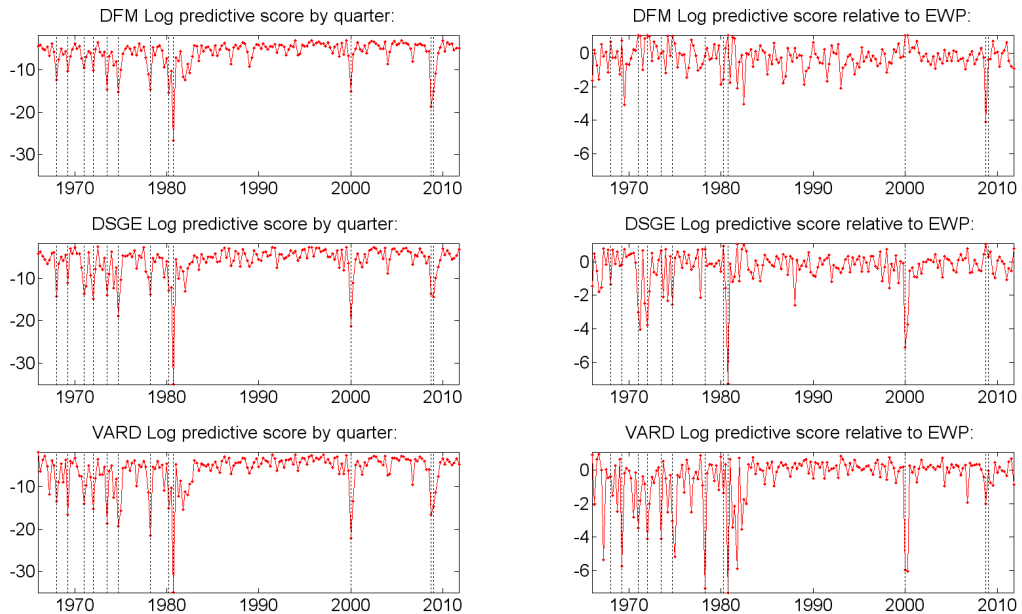 DFM Log predictive score by quarter:
-10
-20
-30
1970 1980 1990 2000 2010
DFM Log predictive score relative to EWP:
0
-2
-4
-6
1970 1980 1990 2000 2010
DSGE Log predictive score by quarter:
-10
-20
-30
1970 1980 1990 2000 2010
DSGE Log predictive score relative to EWP:
0
-2
-4
-6
1970 1980 1990 2000 2010
VARD Log predictive score by quarter:
-10
-20
-30
1970 1980 1990 2000 2010
VARD Log predictive score relative to EWP:
0
-2
-4
-6
1970 1980 1990 2000 2010